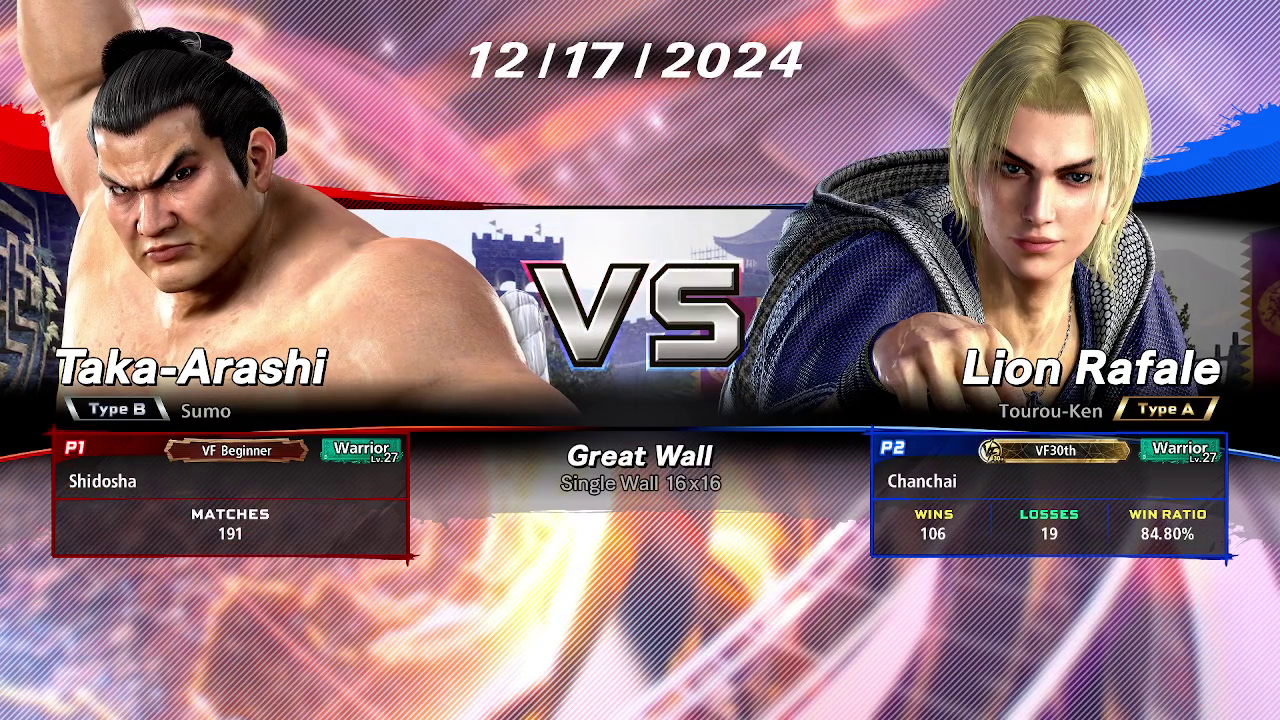 12/17/2024
VS
Taka-Arashi
Type B Sumo
Lion Rafale
Tourou-Ken Type A
P1 VF Beginner Warrior Lv.27
Shidosha
MATCHES
191
Great Wall
Single Wall 16x16
P2 VF30th Warrior Lv.27
Chanchai
WINS LOSSES WIN RATIO
106 19 84.80%